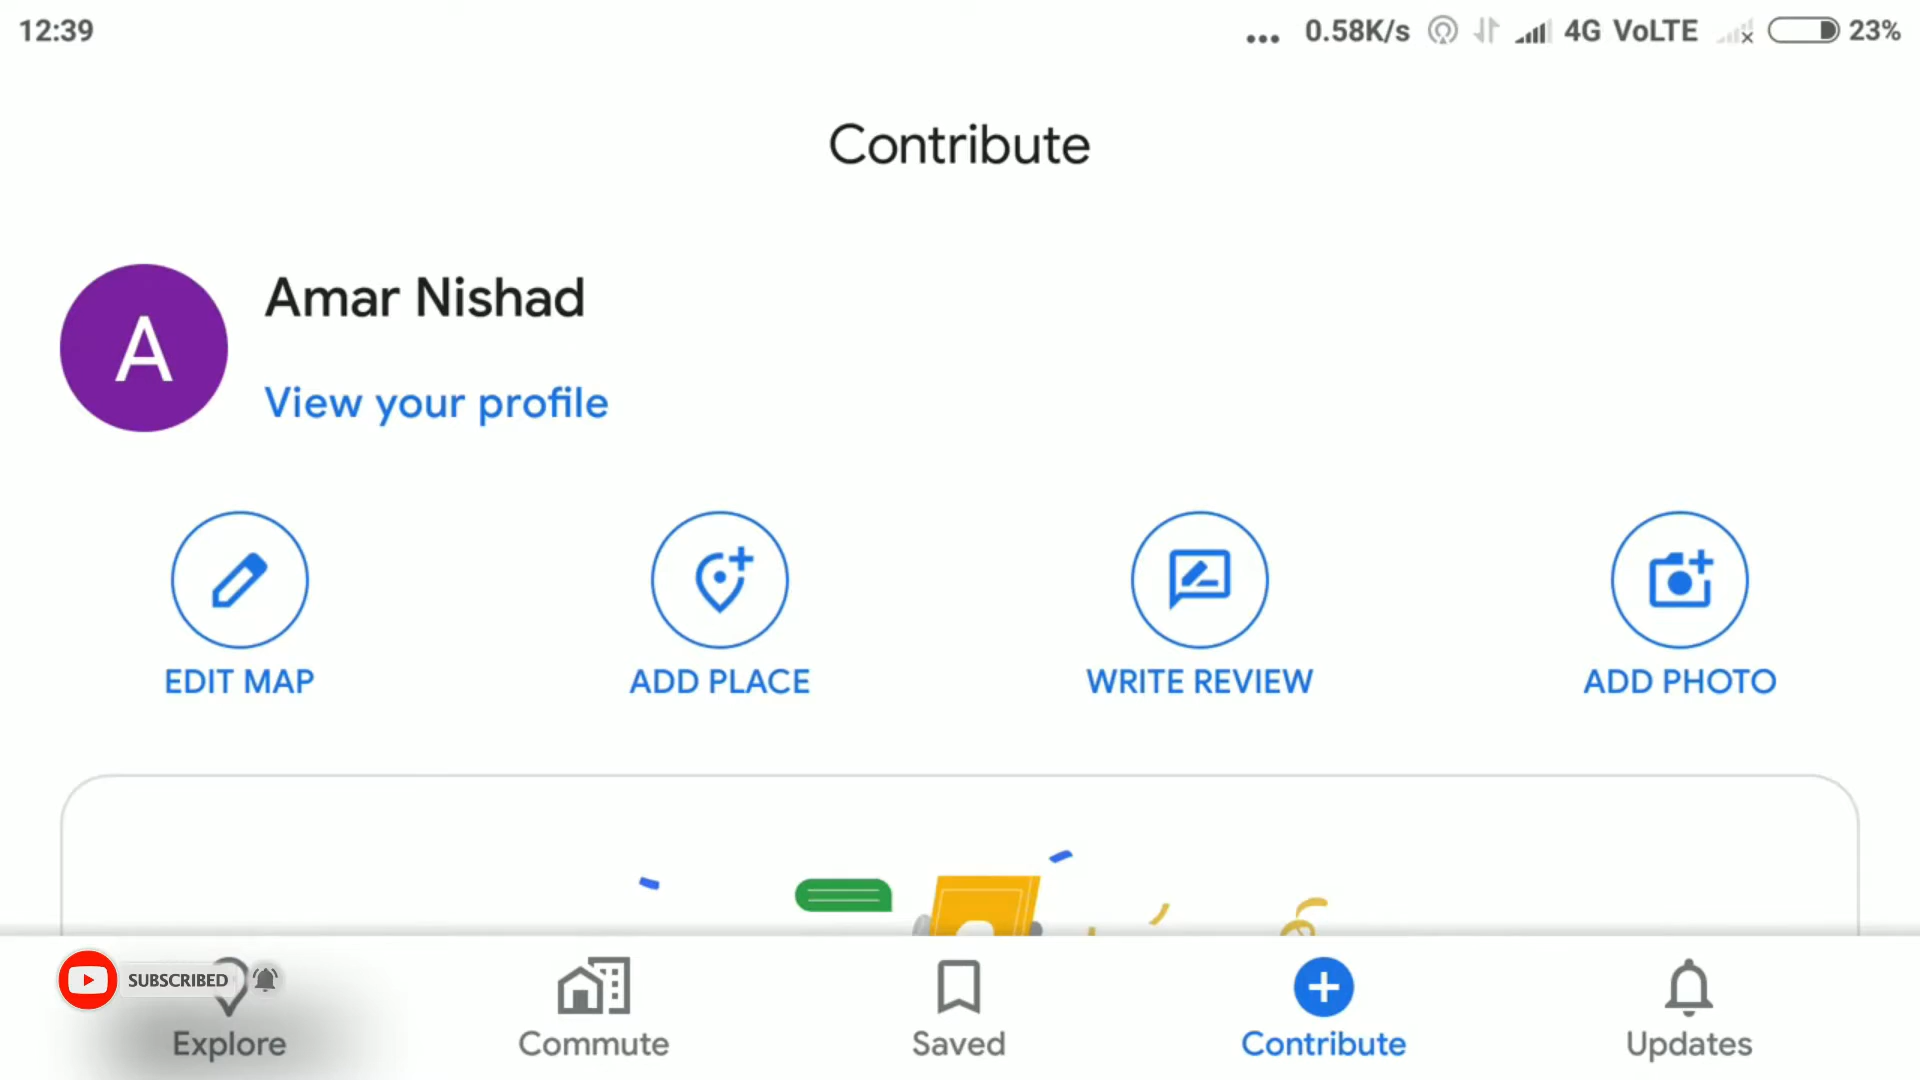 12:39
... 0.58K/s 4G VoLTE 23%
Contribute
A
Amar Nishad
View your profile
EDIT MAP
ADD PLACE
WRITE REVIEW
ADD PHOTO
SUBSCRIBED
Explore
Commute
Saved
Contribute
Updates